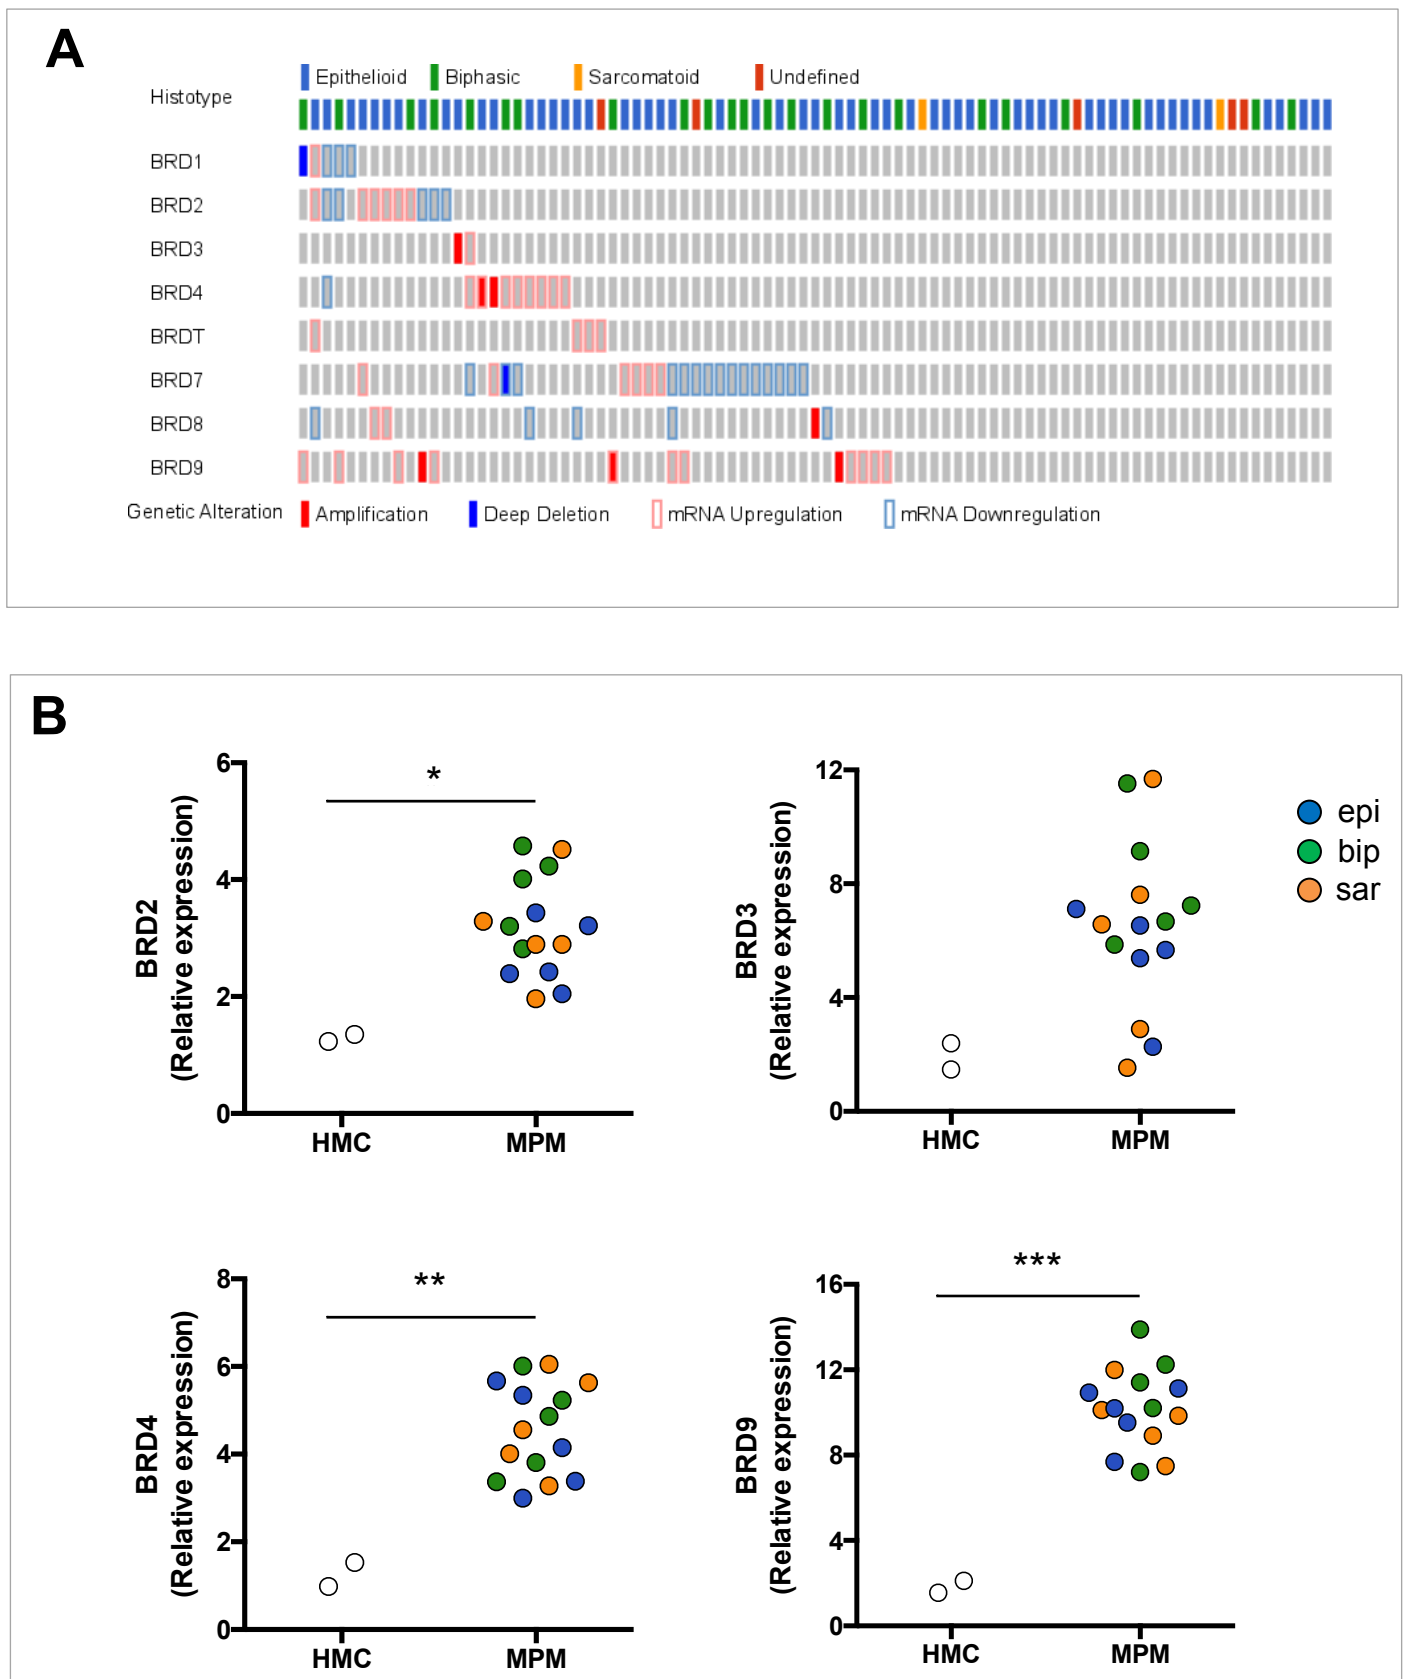 A
Epithelioid Biphasic Sarcomatoid Undefined
Histotype
BRD1
BRD2
BRD3
BRD4
BRDT
BRD7
BRD8
BRD9
Genetic Alteration Amplification Deep Deletion mRNA Upregulation mRNA Downregulation
B
BRD2
(Relative expression)
6
4
2
0
*
HMC MPM
BRD3
(Relative expression)
12
8
4
0
HMC MPM
epi
bip
sar
BRD4
(Relative expression)
8
6
4
2
0
**
HMC MPM
BRD9
(Relative expression)
16
12
8
4
0
***
HMC MPM